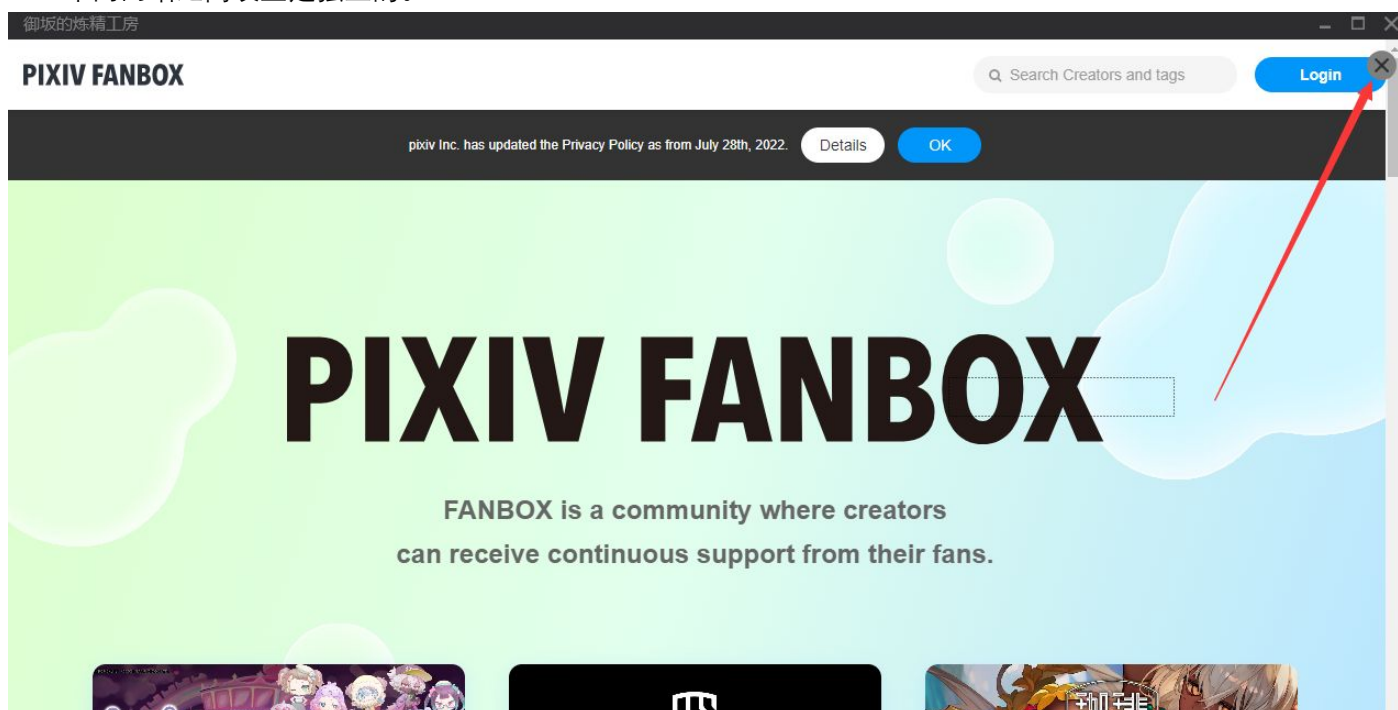 御坂的炼精工房
PIXIV FANBOX
Search Creators and tags
Login
pixiv Inc. has updated the Privacy Policy as from July 28th, 2022.
Details
OK
PIXIV FANBOX
FANBOX is a community where creators
can receive continuous support from their fans.